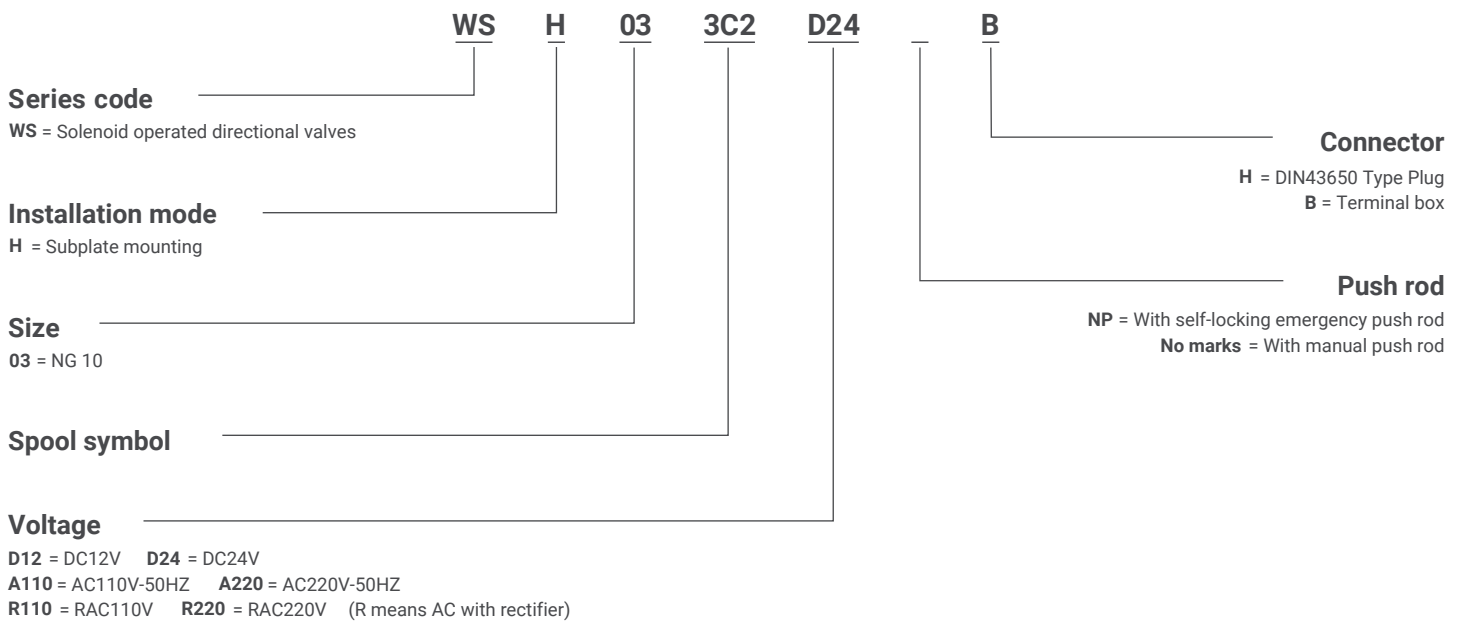 WS H 03 3C2 D24 _ B
Series code
WS = Solenoid operated directional valves
Connector
H = DIN43650 Type Plug
B = Terminal box
Installation mode
H = Subplate mounting
Push rod
NP = With self-locking emergency push rod
No marks = With manual push rod
Size
03 = NG 10
Spool symbol
Voltage
D12 = DC12V D24 = DC24V
A110 = AC110V-50HZ A220 = AC220V-50HZ
R110 = RAC110V R220 = RAC220V (R means AC with rectifier)